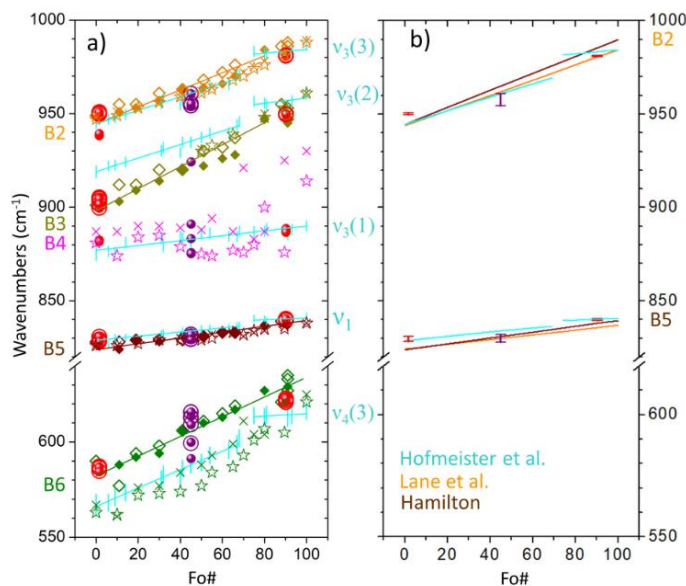 a)
b)
1000
950
900
850
600
550
Wavenumbers (cm⁻¹)
B2
B3
B4
B5
B6
ν₃(3)
ν₃(2)
ν₃(1)
ν₁
ν₄(3)
0 20 40 60 80 100
Fo#
1000
B2
950
900
850
B5
600
550
Hofmeister et al.
Lane et al.
Hamilton
0 20 40 60 80 100
Fo#